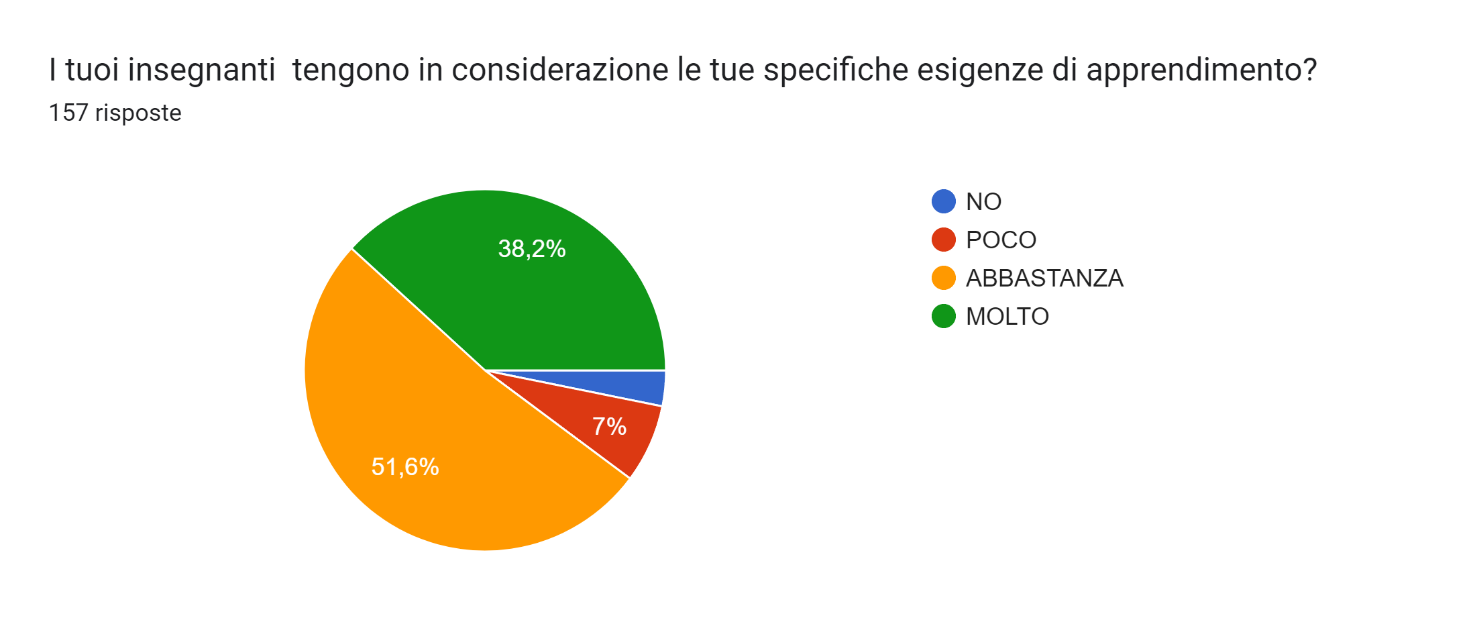 I tuoi insegnanti  tengono in considerazione le tue specifiche esigenze di apprendimento?
157 risposte
NO
POCO
ABBASTANZA
MOLTO
38,2%
7%
51,6%